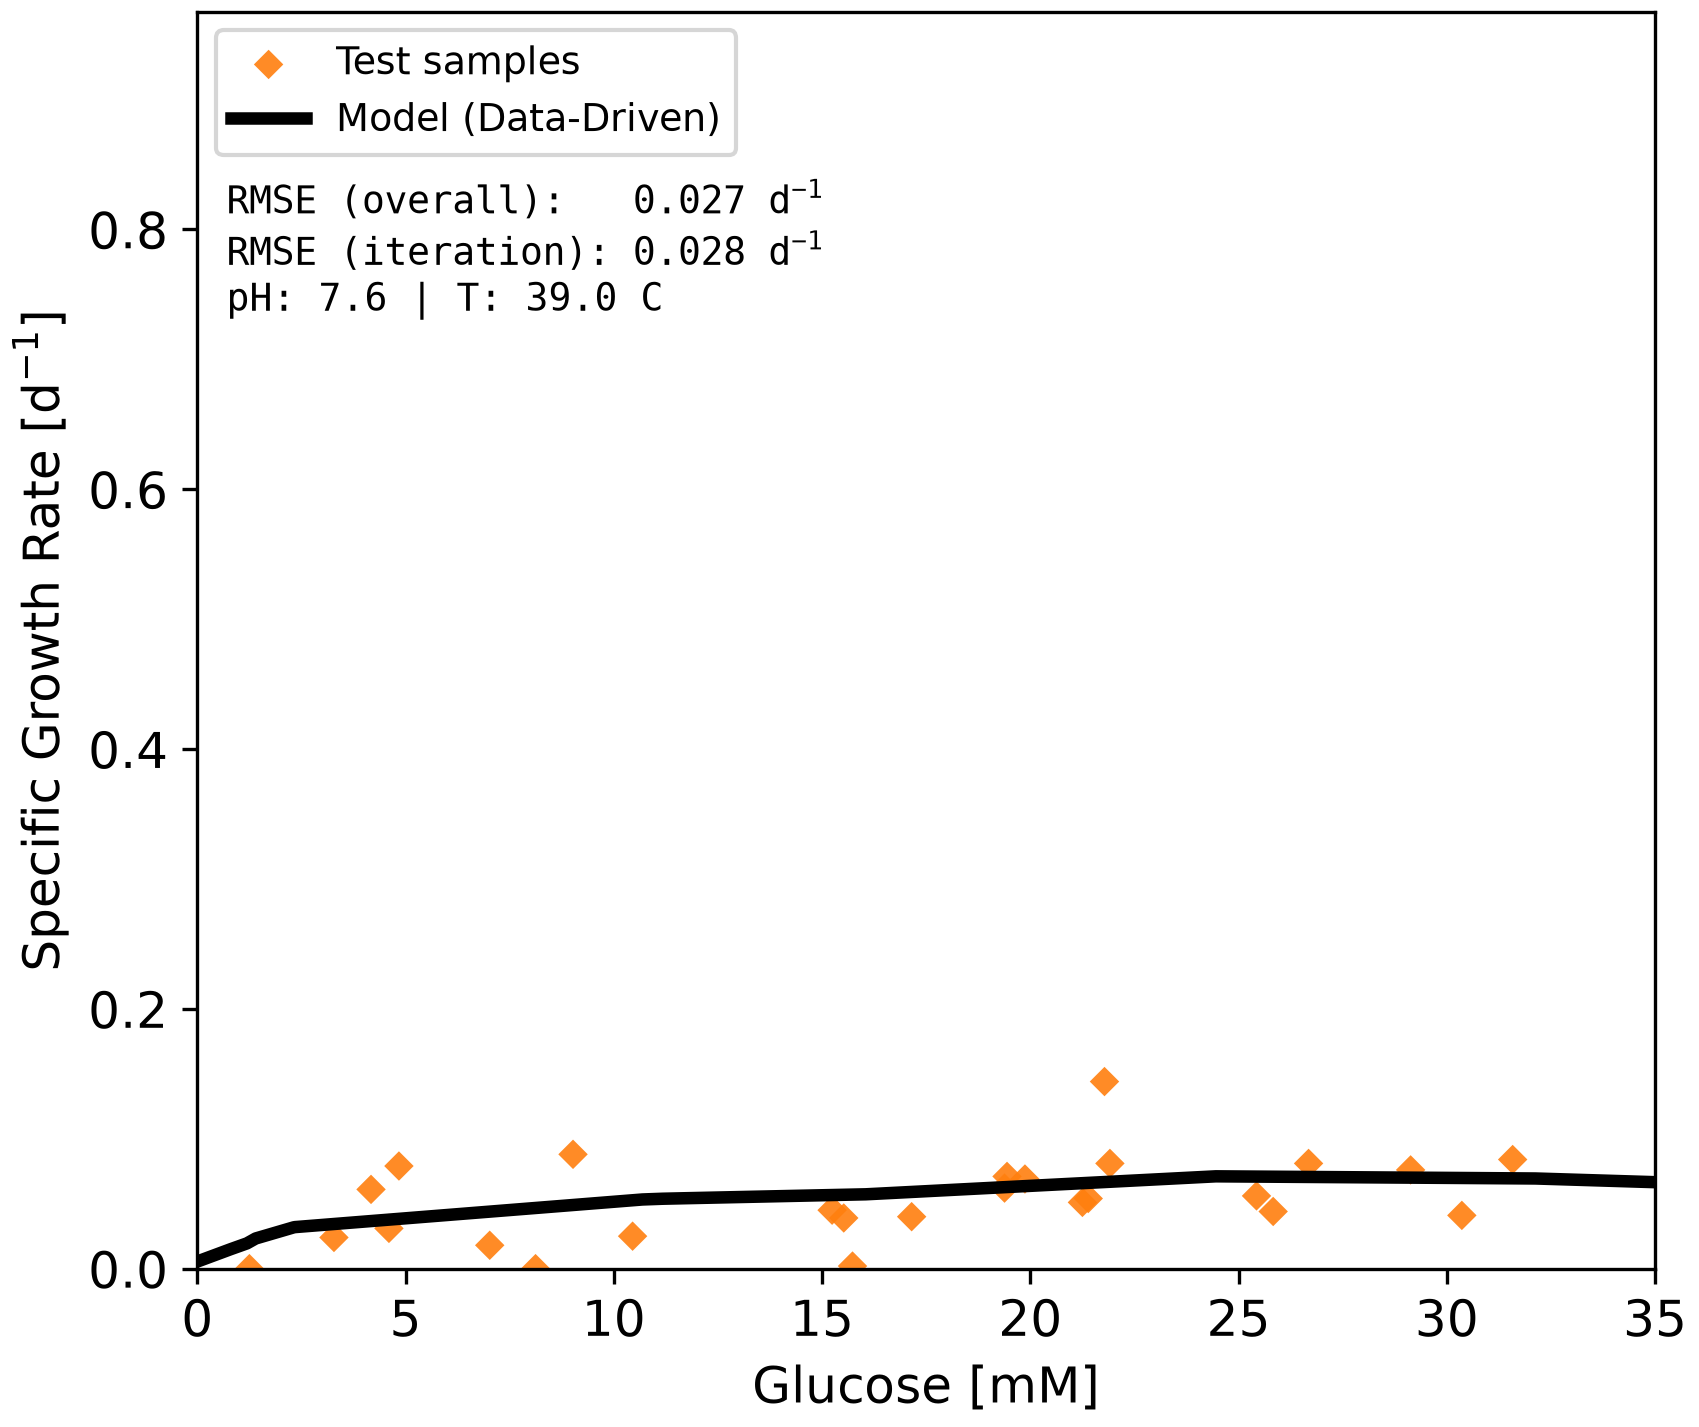 Test samples
Model (Data-Driven)
RMSE (overall):   0.027 d⁻¹
RMSE (iteration): 0.028 d⁻¹
pH: 7.6 | T: 39.0 C
Specific Growth Rate [d⁻¹]
0.8
0.6
0.4
0.2
0.0
0 5 10 15 20 25 30 35
Glucose [mM]